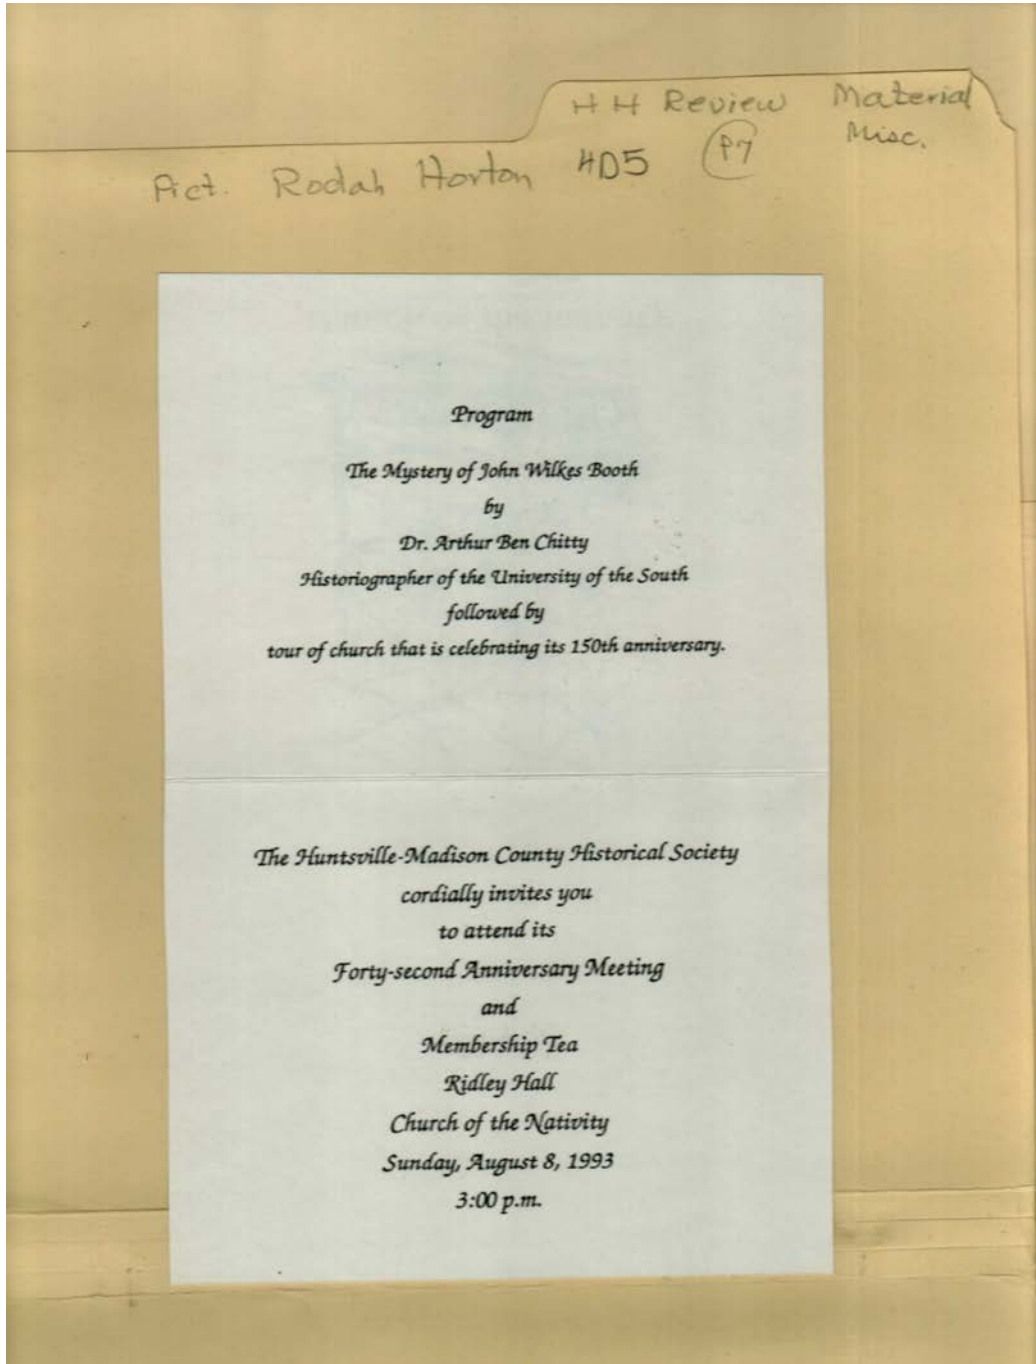 HH Review Material
Misc.
Pict. Rodah Horton 4D5 P7
Program
The Mystery of John Wilkes Booth
by
Dr. Arthur Ben Chitty
Historiographer of the University of the South
followed by
tour of church that is celebrating its 150th anniversary.
The Huntsville-Madison County Historical Society
cordially invites you
to attend its
Forty-second Anniversary Meeting
and
Membership Tea
Ridley Hall
Church of the Nativity
Sunday, August 8, 1993
3:00 p.m.